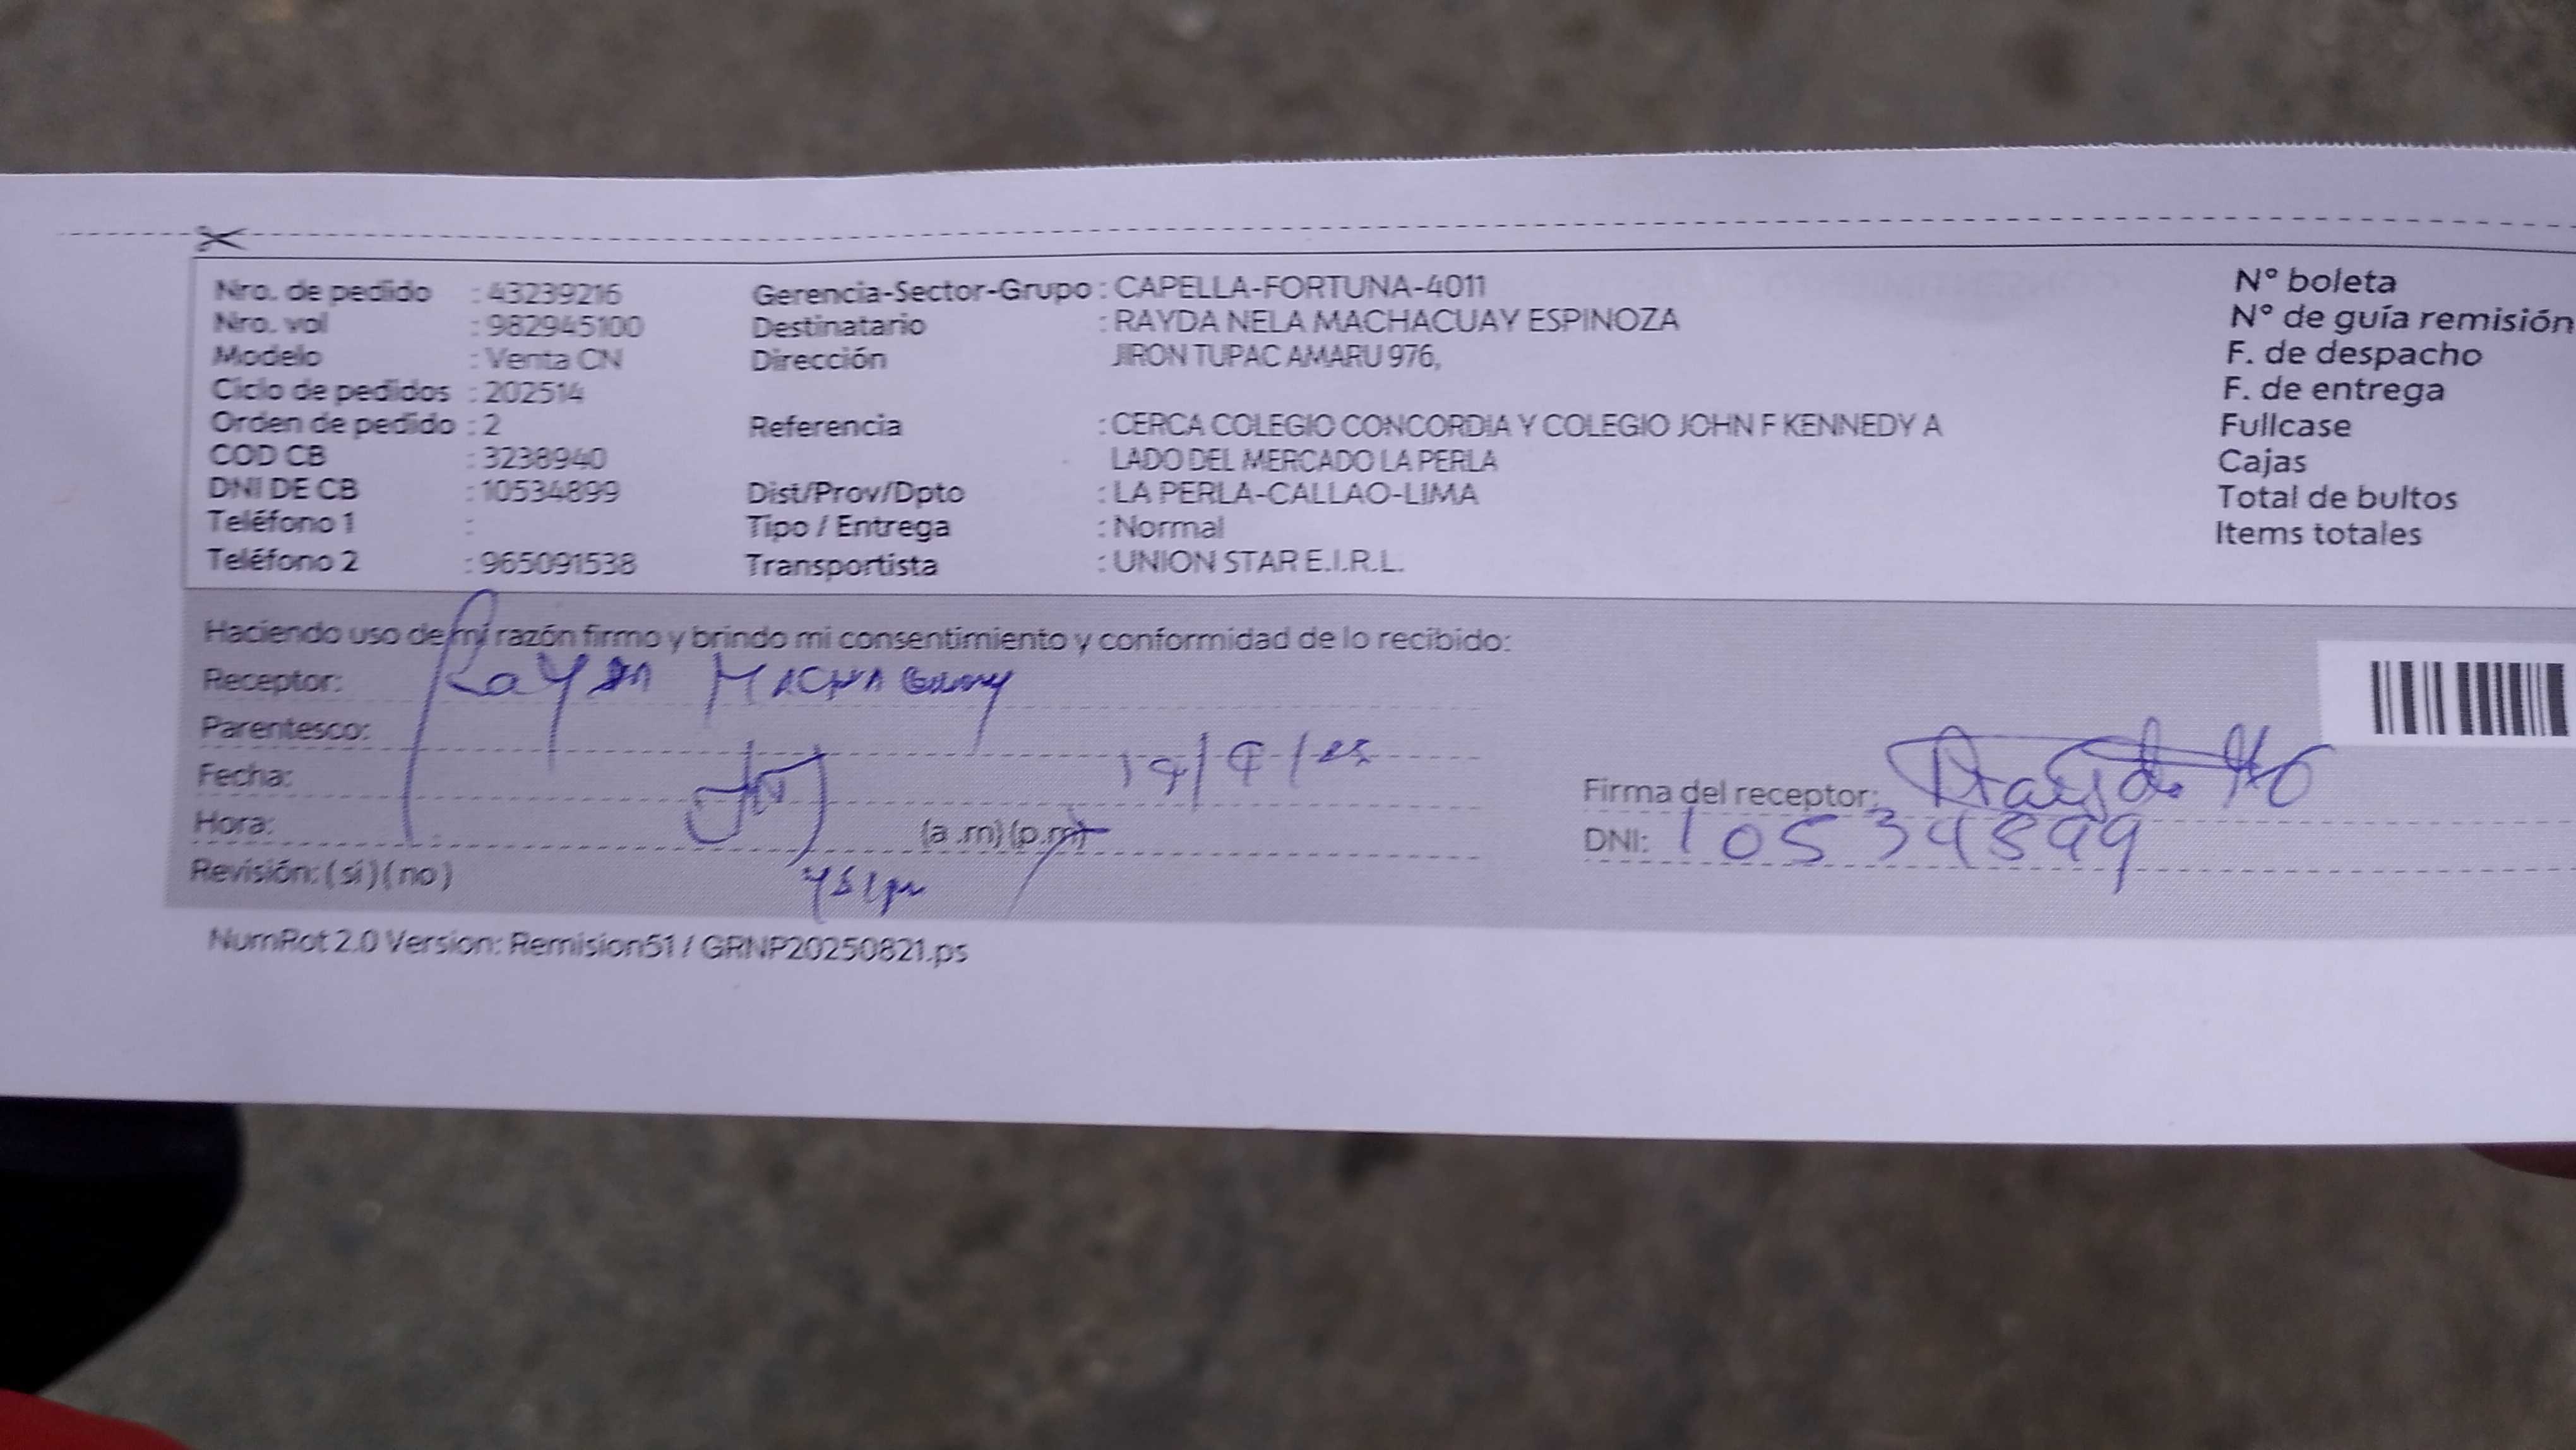 Nro. de pedido : 43239216 Gerencia-Sector-Grupo : CAPELLA-FORTUNA-4011 N° boleta
Nro. vol : 982945100 Destinatario : RAYDA NELA MACHACUAY ESPINOZA N° de guía remisión
Modelo : Venta CN Dirección JIRON TUPAC AMARU 976, F. de despacho
Ciclo de pedidos : 202514 F. de entrega
Orden de pedido : 2 Referencia : CERCA COLEGIO CONCORDIA Y COLEGIO JOHN F KENNEDY A Fullcase
COD CB : 3238940 LADO DEL MERCADO LA PERLA Cajas
DNI DE CB : 10534899 Dist/Prov/Dpto : LA PERLA-CALLAO-LIMA Total de bultos
Teléfono 1 : Tipo / Entrega : Normal Items totales
Teléfono 2 : 965091538 Transportista : UNION STAR E.I.R.L.
Haciendo uso de mi razón firmo y brindo mi consentimiento y conformidad de lo recibido:
Receptor: Rayda Machacuay
Parentesco:
Fecha:
Firma del receptor:
Hora: (a .m) (p.m)
DNI: 10534899
Revisión: ( si ) ( no )
NumRot 2.0 Version: Remision51 / GRNP20250821.ps